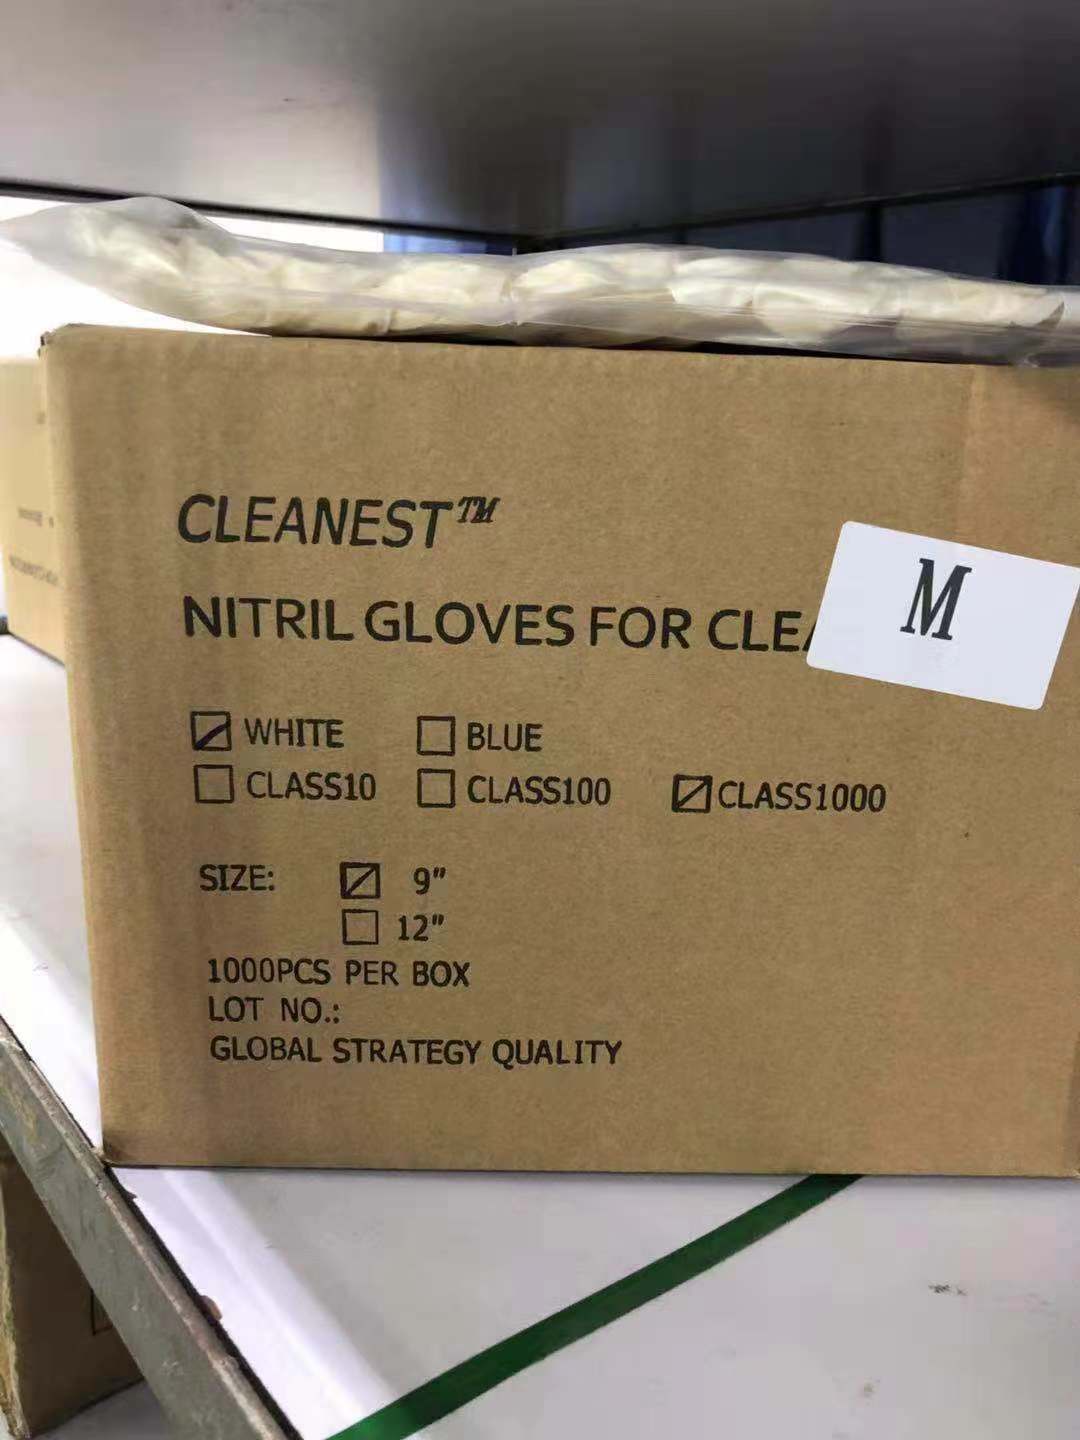 CLEANEST™
NITRIL GLOVES FOR
M
WHITE BLUE
CLASS10 CLASS100 CLASS1000
SIZE: 9"
12"
1000PCS PER BOX
LOT NO.:
GLOBAL STRATEGY QUALITY